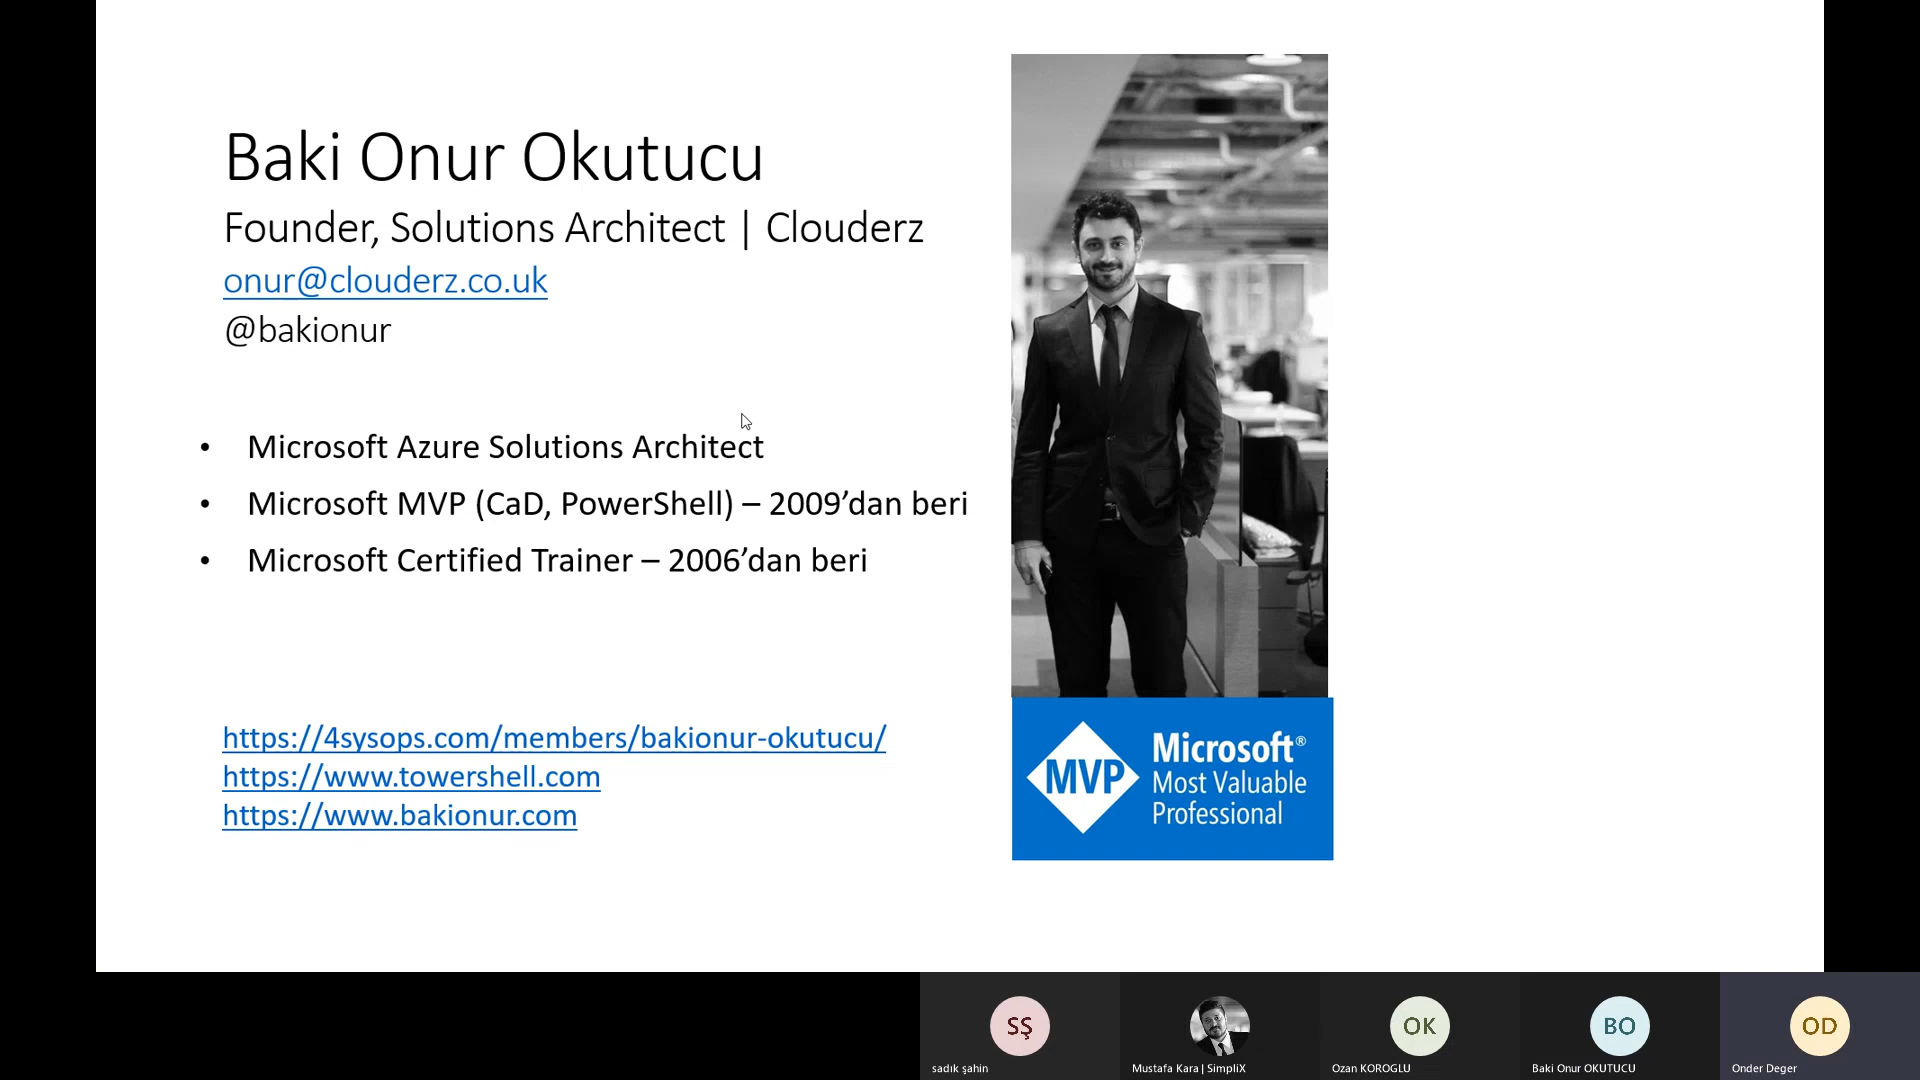 Baki Onur Okutucu
Founder, Solutions Architect | Clouderz
onur@clouderz.co.uk
@bakionur
• Microsoft Azure Solutions Architect
• Microsoft MVP (CaD, PowerShell) – 2009’dan beri
• Microsoft Certified Trainer – 2006’dan beri
https://4sysops.com/members/bakionur-okutucu/
https://www.towershell.com
https://www.bakionur.com
MVP
Microsoft®
Most Valuable
Professional
SŞ
OK
BO
OD
sadık şahin
Mustafa Kara | SimpliX
Ozan KOROGLU
Baki Onur OKUTUCU
Onder Deger